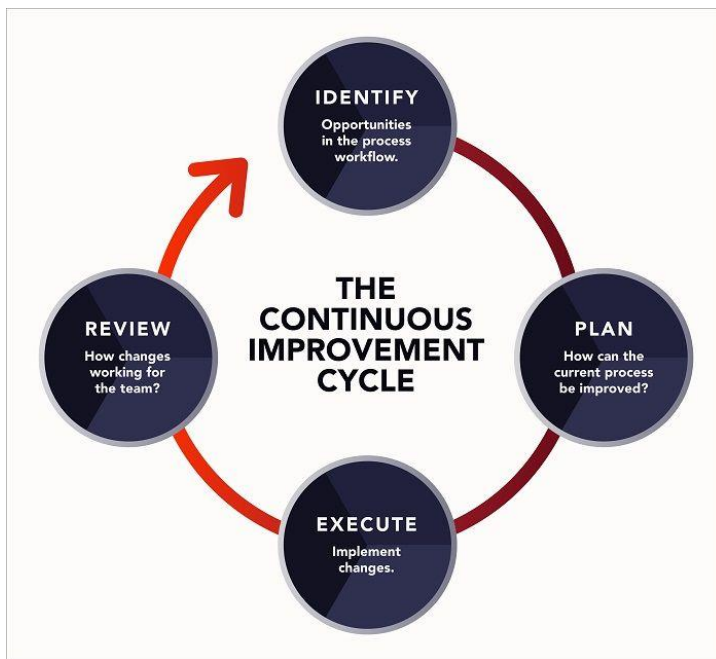 IDENTIFY
Opportunities
in the process
workflow.
THE
CONTINUOUS
IMPROVEMENT
CYCLE
REVIEW
How changes
working for
the team?
PLAN
How can the
current process
be improved?
EXECUTE
Implement
changes.